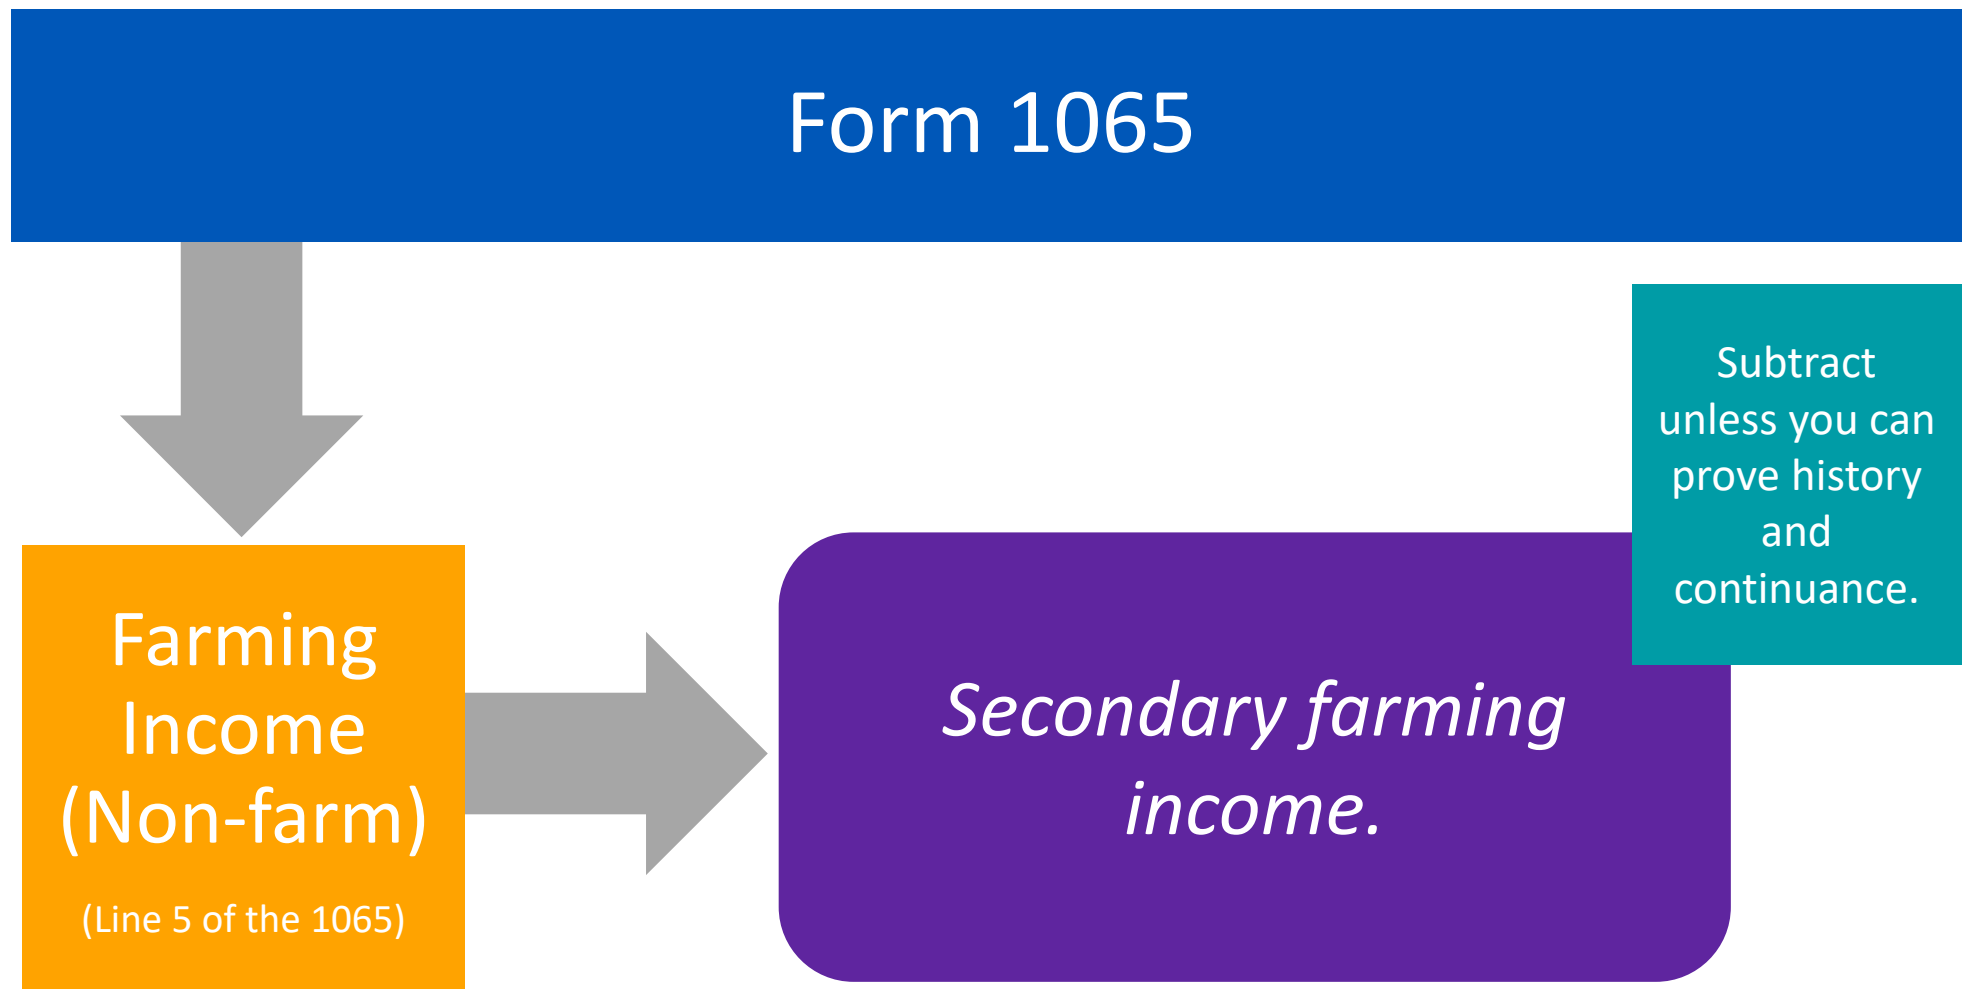 Form 1065
Subtract
unless you can
prove history
and
continuance.
Farming
Income
(Non-farm)
(Line 5 of the 1065)
Secondary farming
income.